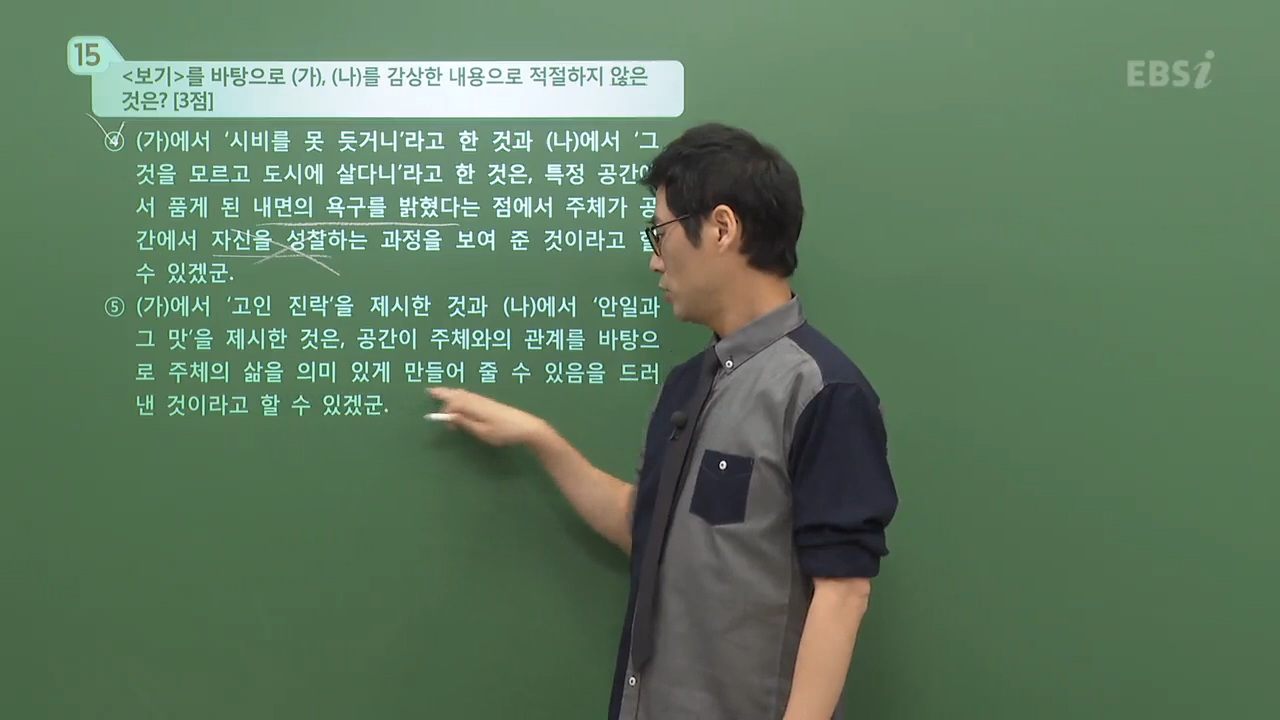 15
EBSi
<보기>를 바탕으로 (가), (나)를 감상한 내용으로 적절하지 않은
것은? [3점]
④ (가)에서 ‘시비를 못 듯거니’라고 한 것과 (나)에서 ‘그
것을 모르고 도시에 살다니’라고 한 것은, 특정 공간에
서 품게 된 내면의 욕구를 밝혔다는 점에서 주체가 공
간에서 자신을 성찰하는 과정을 보여 준 것이라고 할
수 있겠군.
⑤ (가)에서 ‘고인 진락’을 제시한 것과 (나)에서 ‘안일과
그 맛’을 제시한 것은, 공간이 주체와의 관계를 바탕으
로 주체의 삶을 의미 있게 만들어 줄 수 있음을 드러
낸 것이라고 할 수 있겠군.